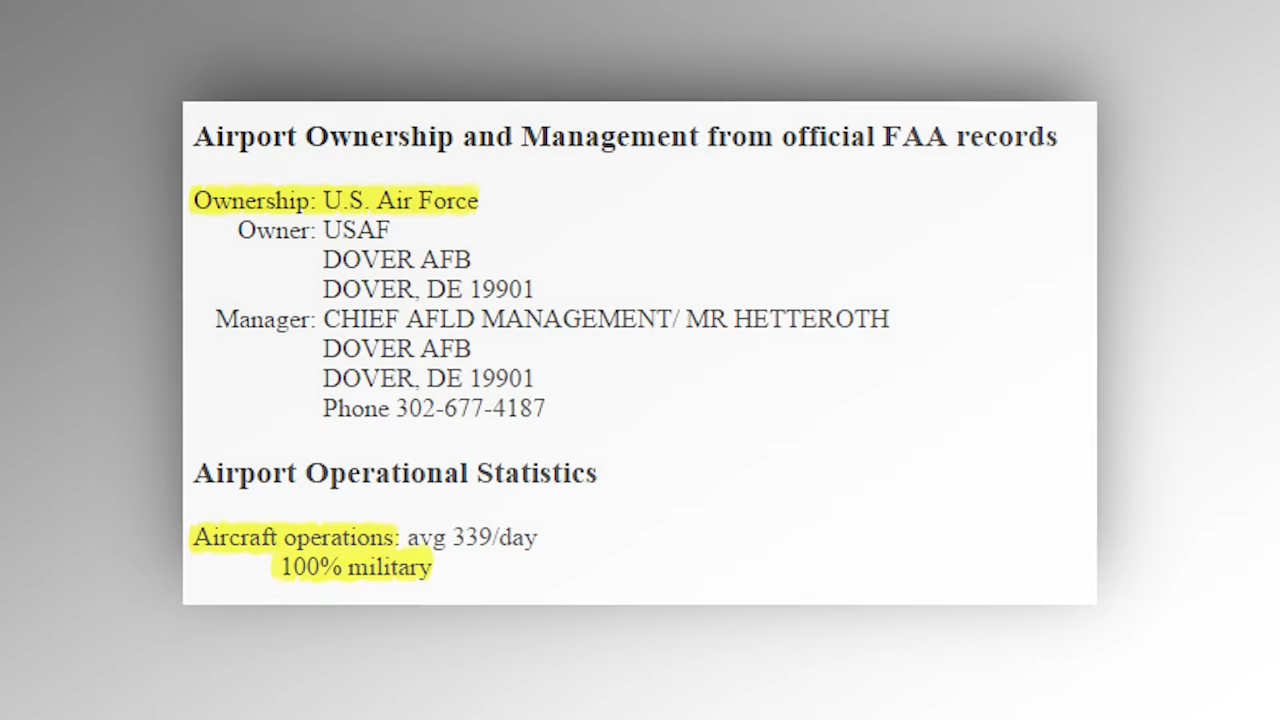 Airport Ownership and Management from official FAA records
Ownership: U.S. Air Force
Owner: USAF
DOVER AFB
DOVER, DE 19901
Manager: CHIEF AFLD MANAGEMENT/ MR HETTEROTH
DOVER AFB
DOVER, DE 19901
Phone 302-677-4187
Airport Operational Statistics
Aircraft operations: avg 339/day
100% military